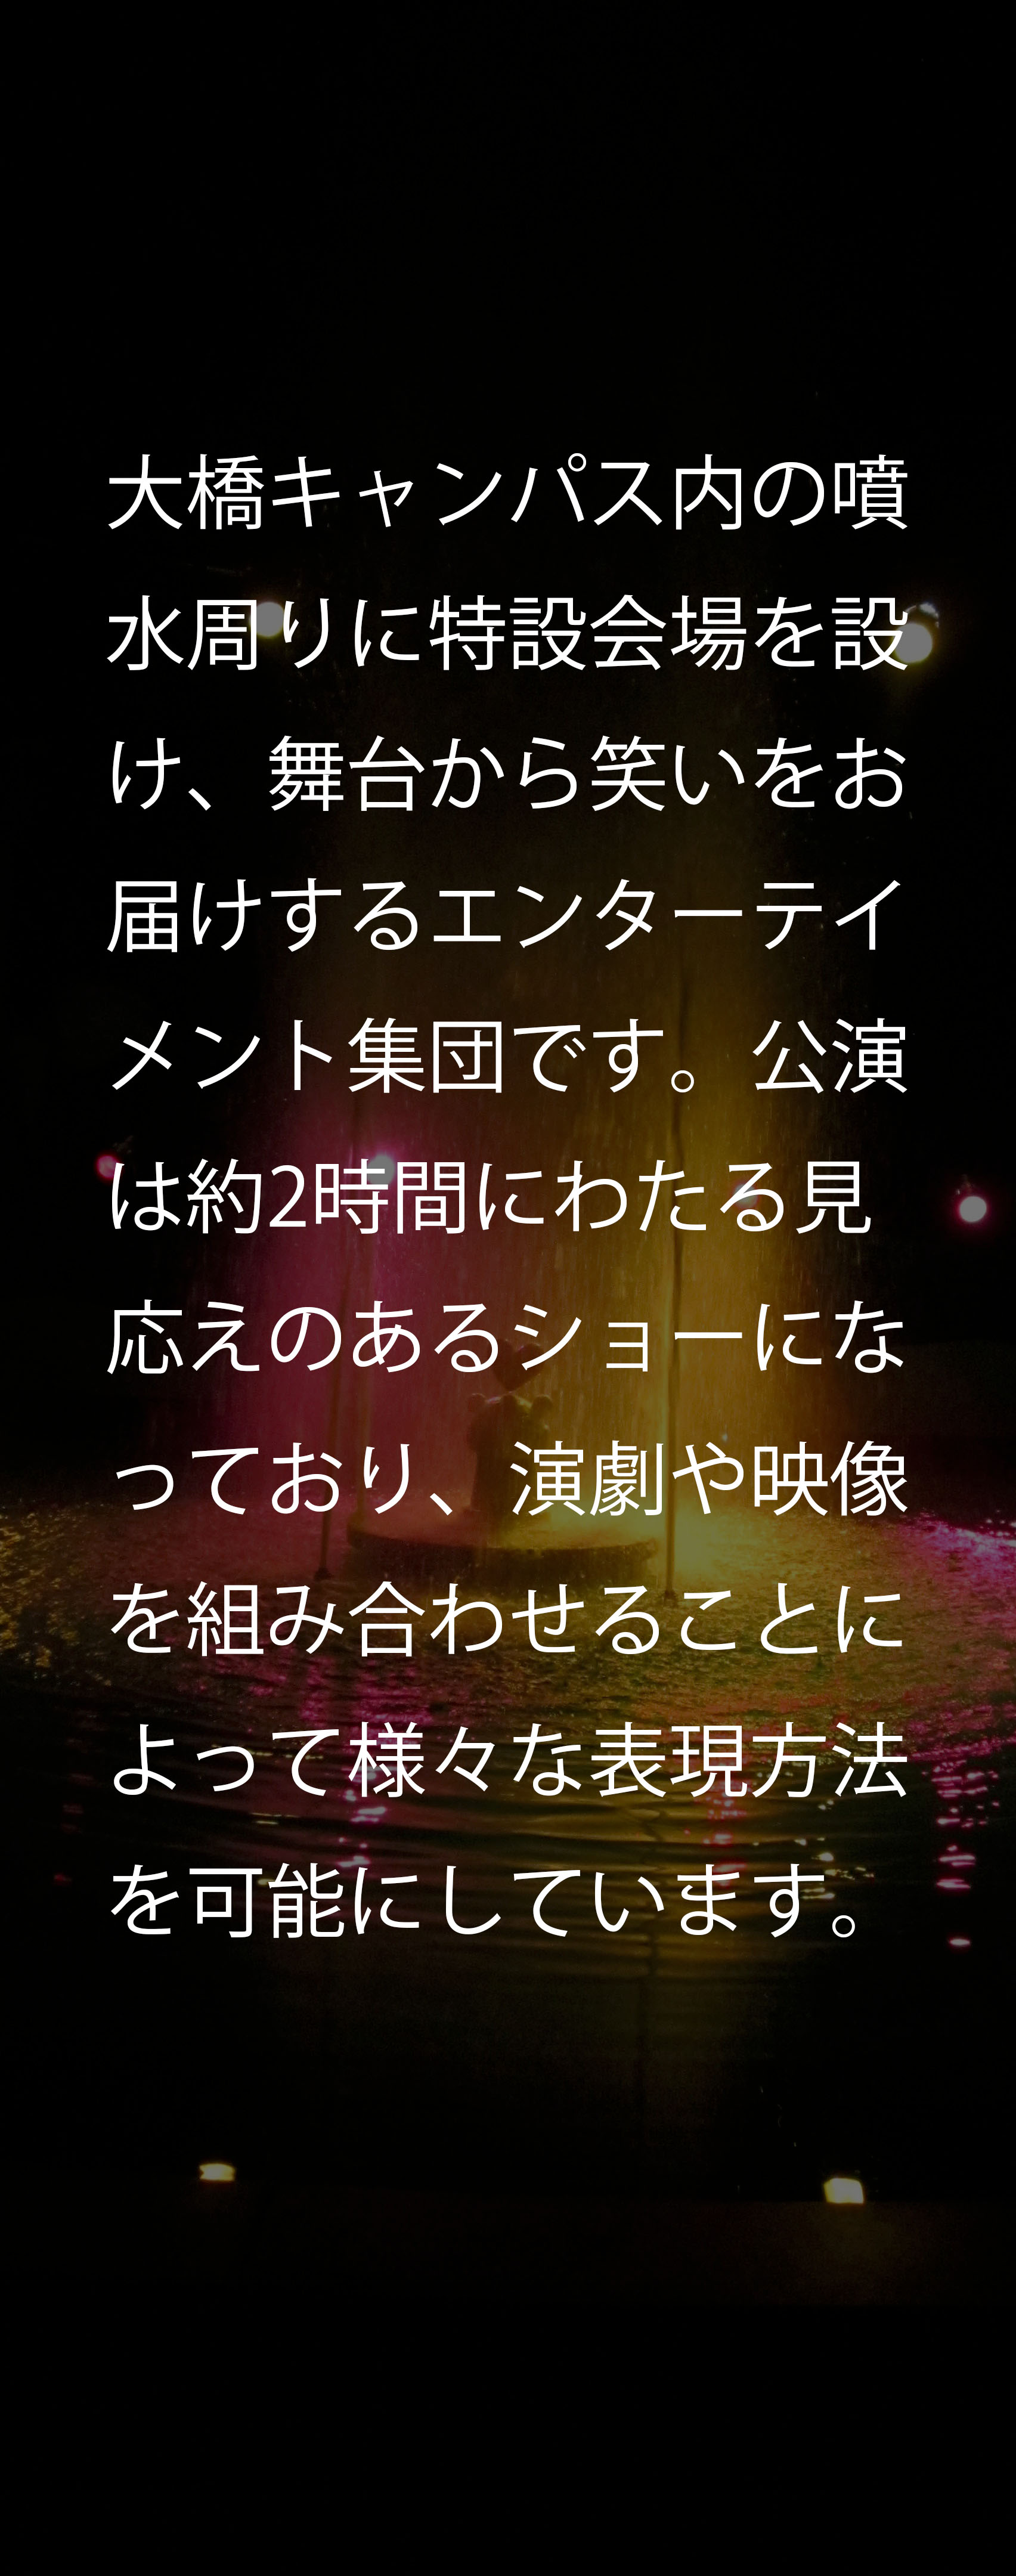 大橋キャンパス内の噴
水周りに特設会場を設
け、舞台から笑いをお
届けするエンターテイ
メント集団です。公演
は約2時間にわたる見
応えのあるショーにな
っており、演劇や映像
を組み合わせることに
よって様々な表現方法
を可能にしています。